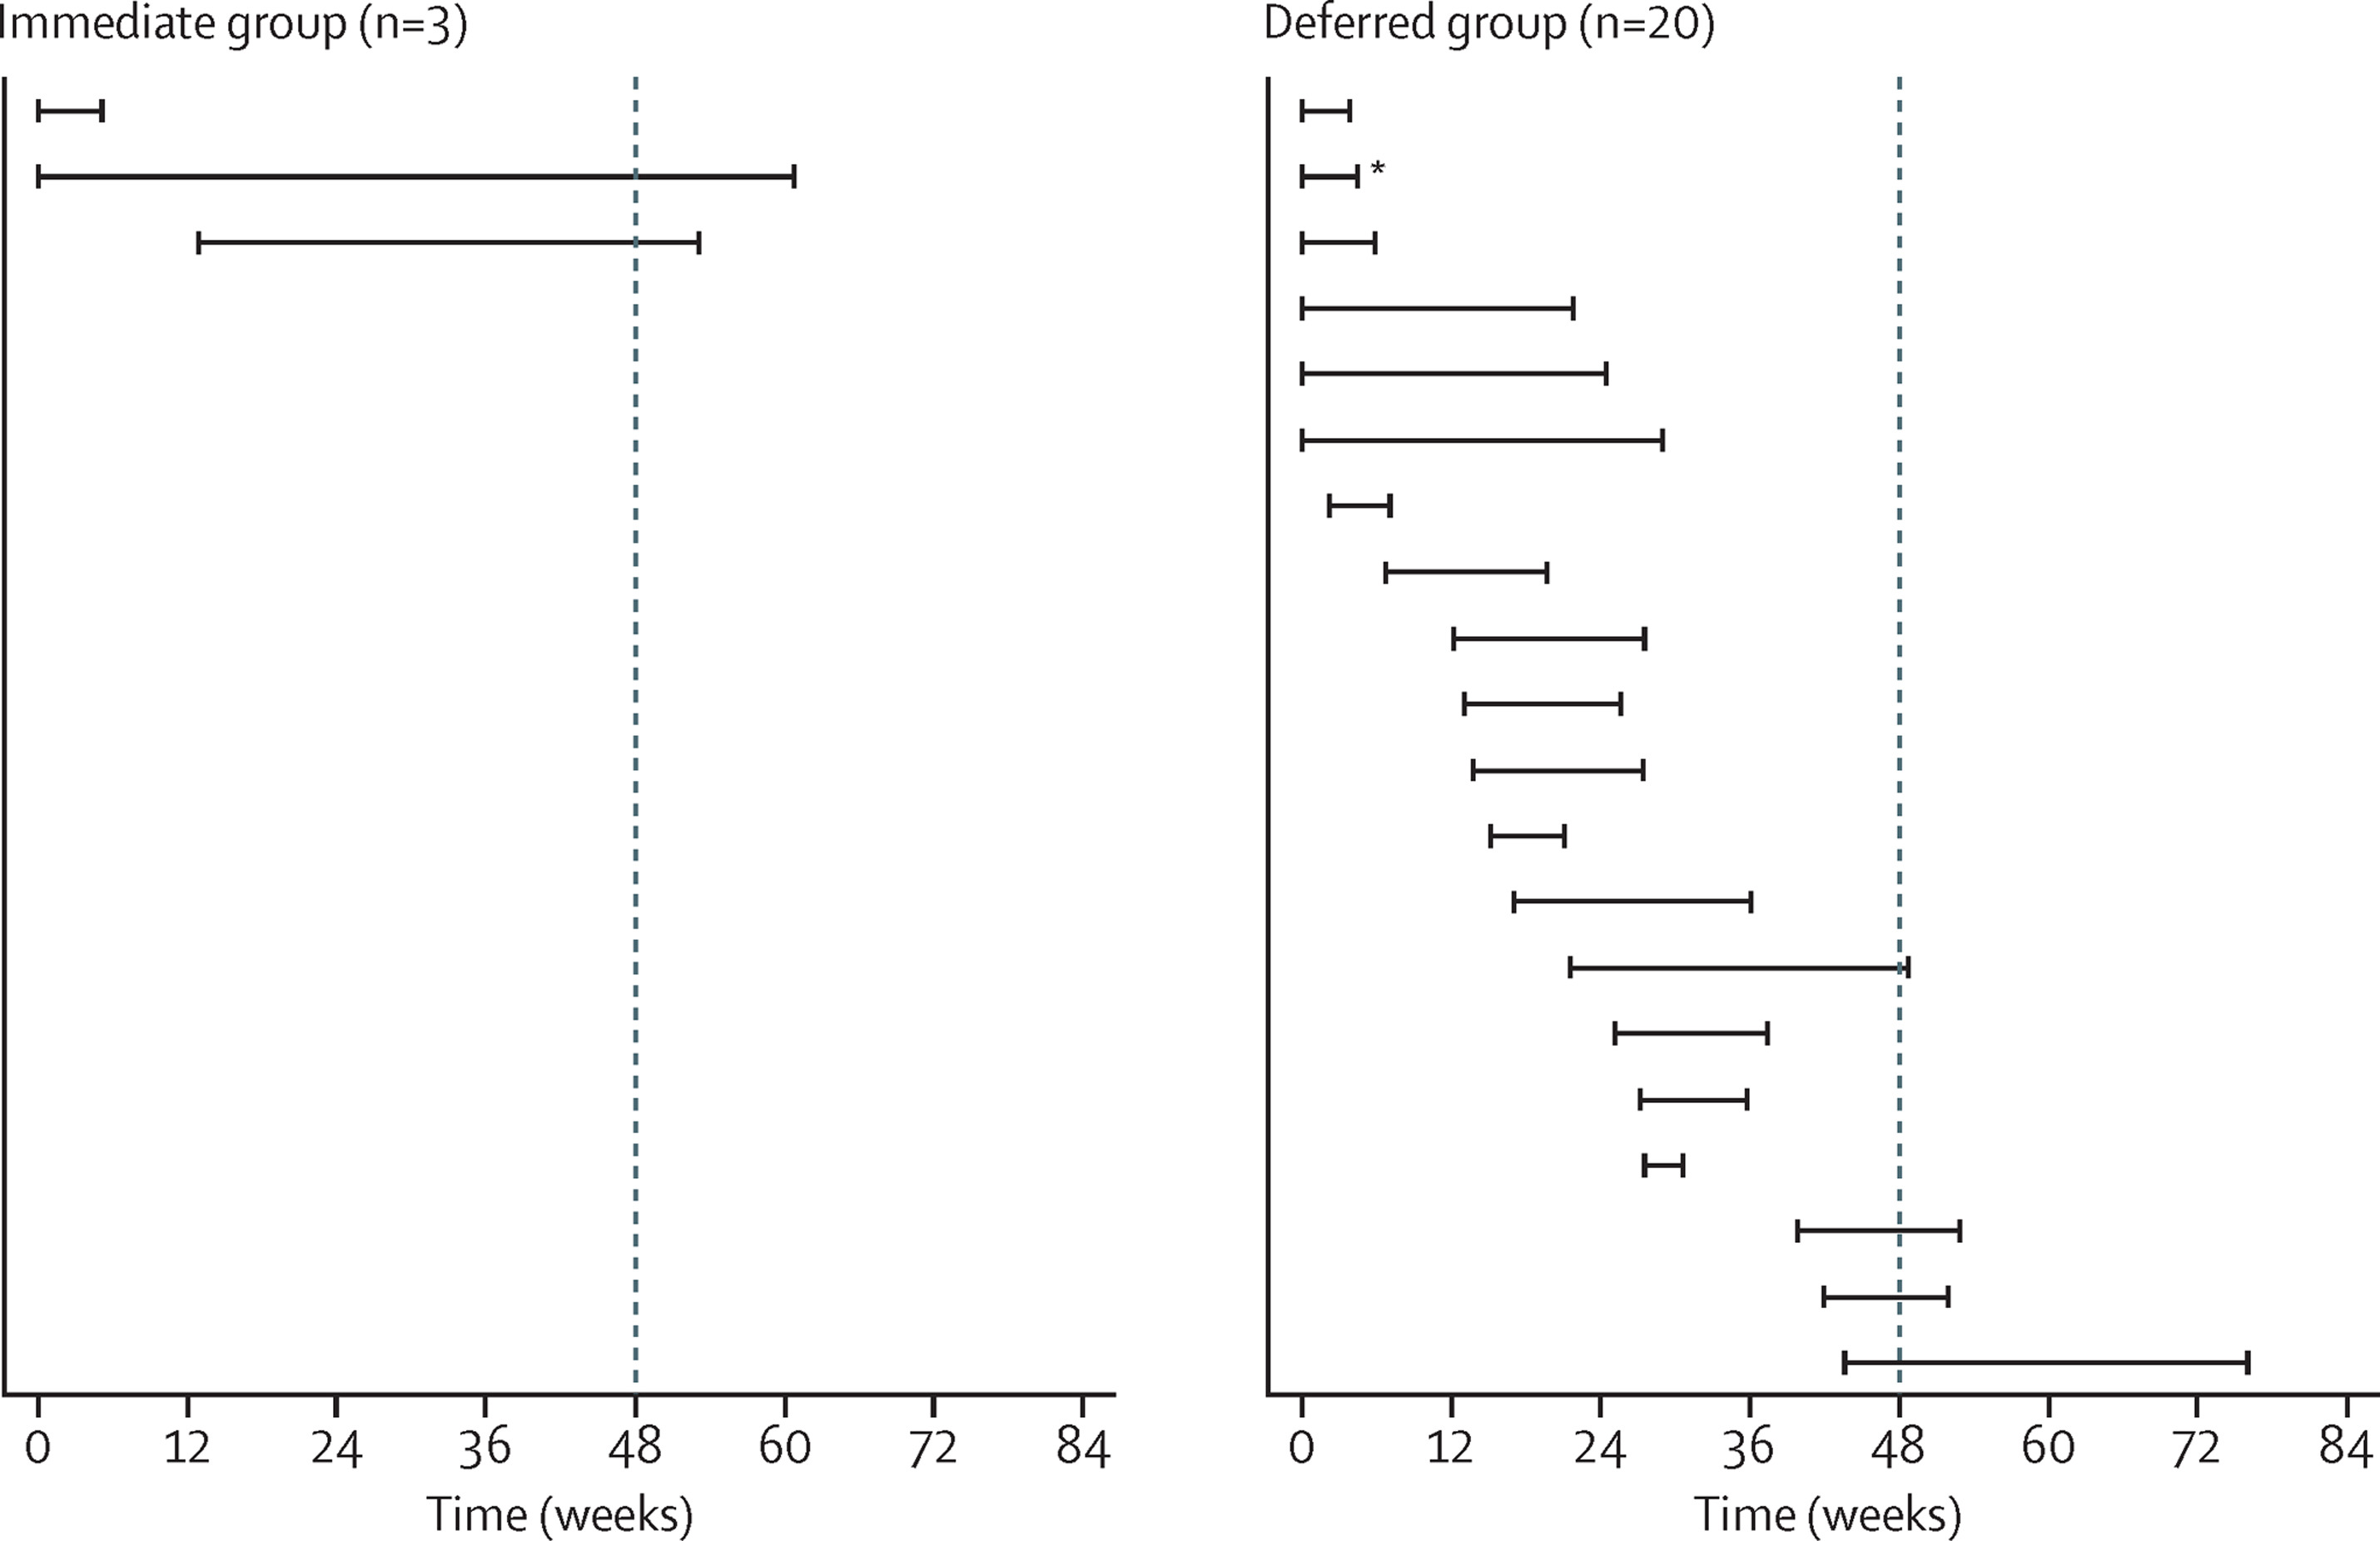 Immediate group (n=3)
Deferred group (n=20)
*
0 12 24 36 48 60 72 84
Time (weeks)
0 12 24 36 48 60 72 84
Time (weeks)